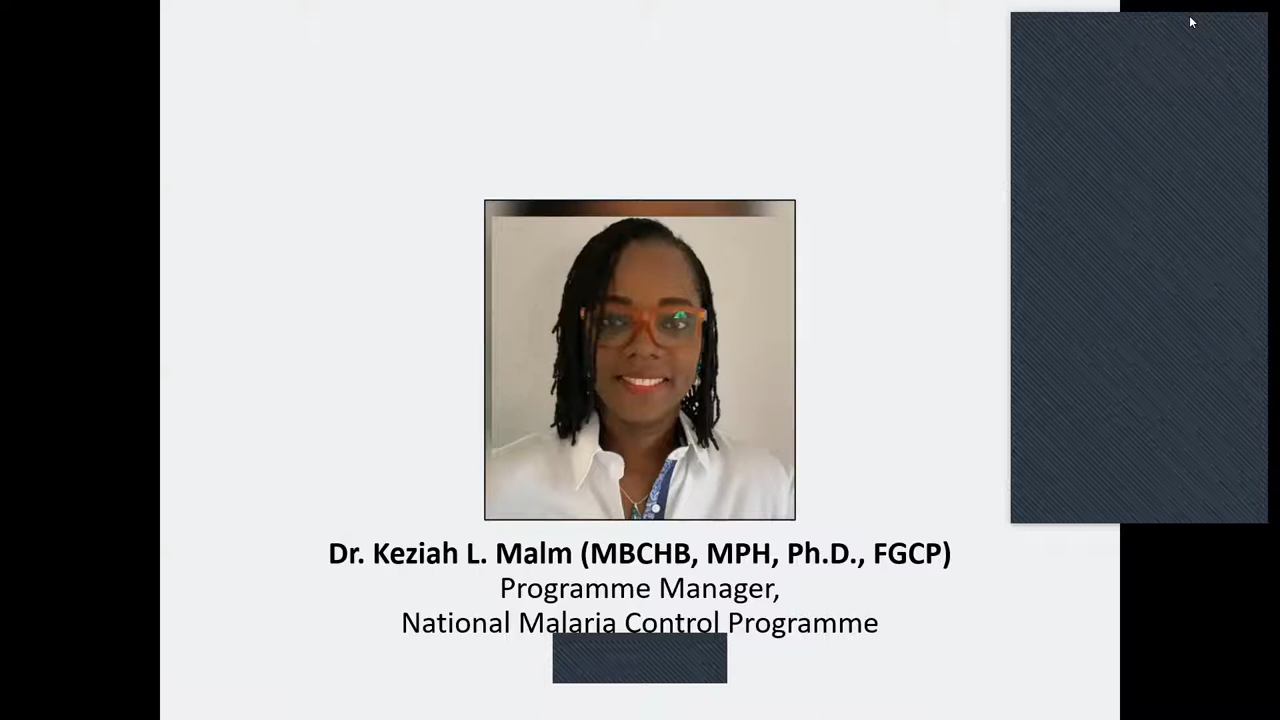 Dr. Keziah L. Malm (MBCHB, MPH, Ph.D., FGCP)
Programme Manager,
National Malaria Control Programme